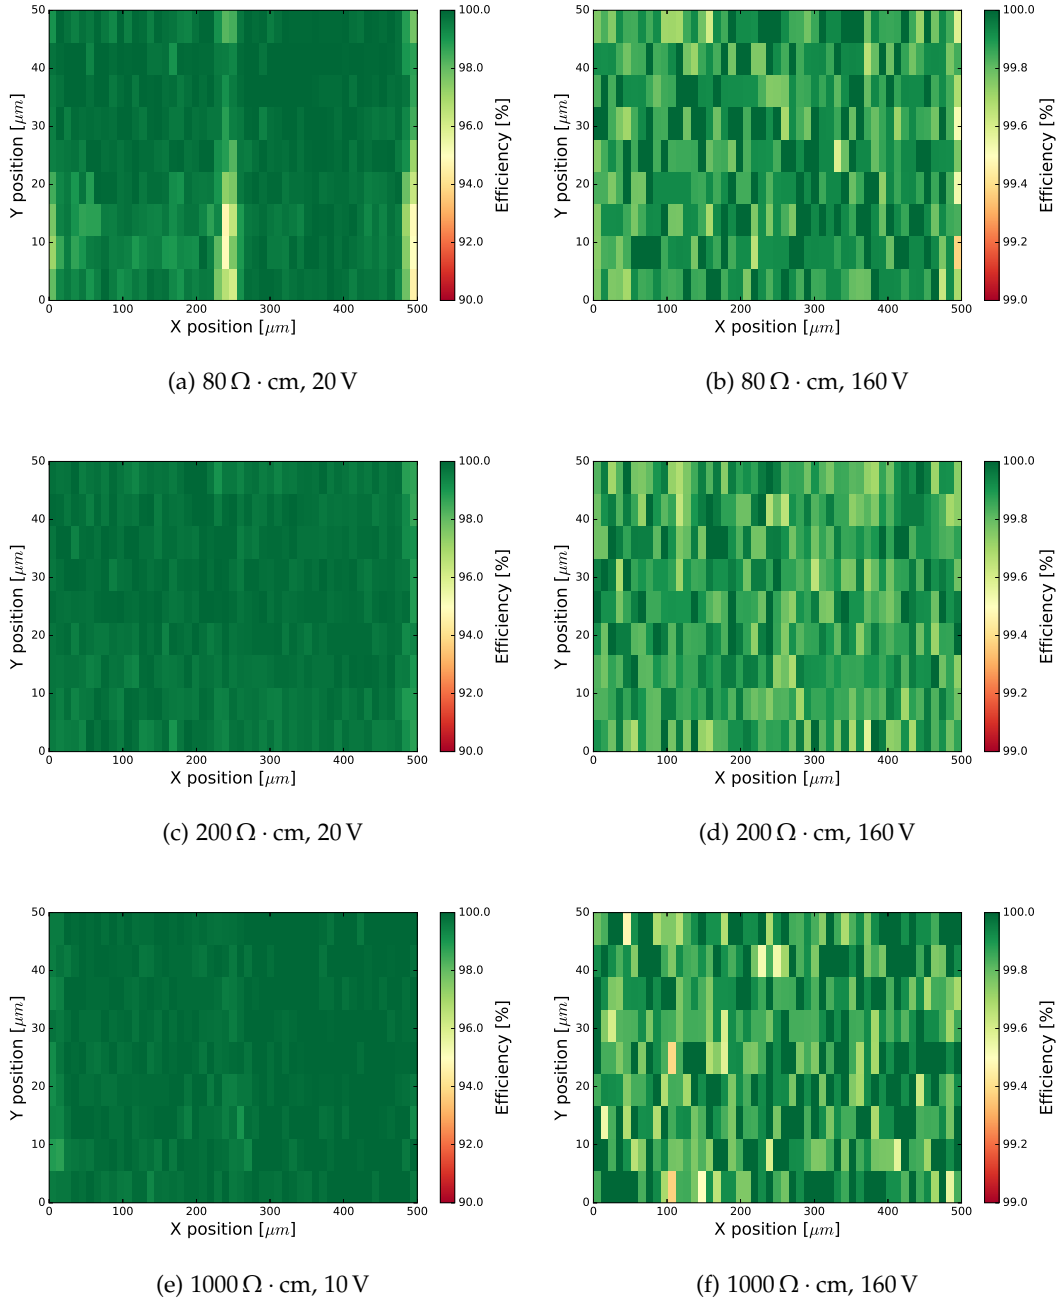 50
40
30
20
10
0
Y position [μm]
0 100 200 300 400 500
X position [μm]
100.0
98.0
96.0
94.0
92.0
90.0
Efficiency [%]
(a) 80 Ω · cm, 20 V
50
40
30
20
10
0
Y position [μm]
0 100 200 300 400 500
X position [μm]
100.0
99.8
99.6
99.4
99.2
99.0
Efficiency [%]
(b) 80 Ω · cm, 160 V
50
40
30
20
10
0
Y position [μm]
0 100 200 300 400 500
X position [μm]
100.0
98.0
96.0
94.0
92.0
90.0
Efficiency [%]
(c) 200 Ω · cm, 20 V
50
40
30
20
10
0
Y position [μm]
0 100 200 300 400 500
X position [μm]
100.0
99.8
99.6
99.4
99.2
99.0
Efficiency [%]
(d) 200 Ω · cm, 160 V
50
40
30
20
10
0
Y position [μm]
0 100 200 300 400 500
X position [μm]
100.0
98.0
96.0
94.0
92.0
90.0
Efficiency [%]
(e) 1000 Ω · cm, 10 V
50
40
30
20
10
0
Y position [μm]
0 100 200 300 400 500
X position [μm]
100.0
99.8
99.6
99.4
99.2
99.0
Efficiency [%]
(f) 1000 Ω · cm, 160 V